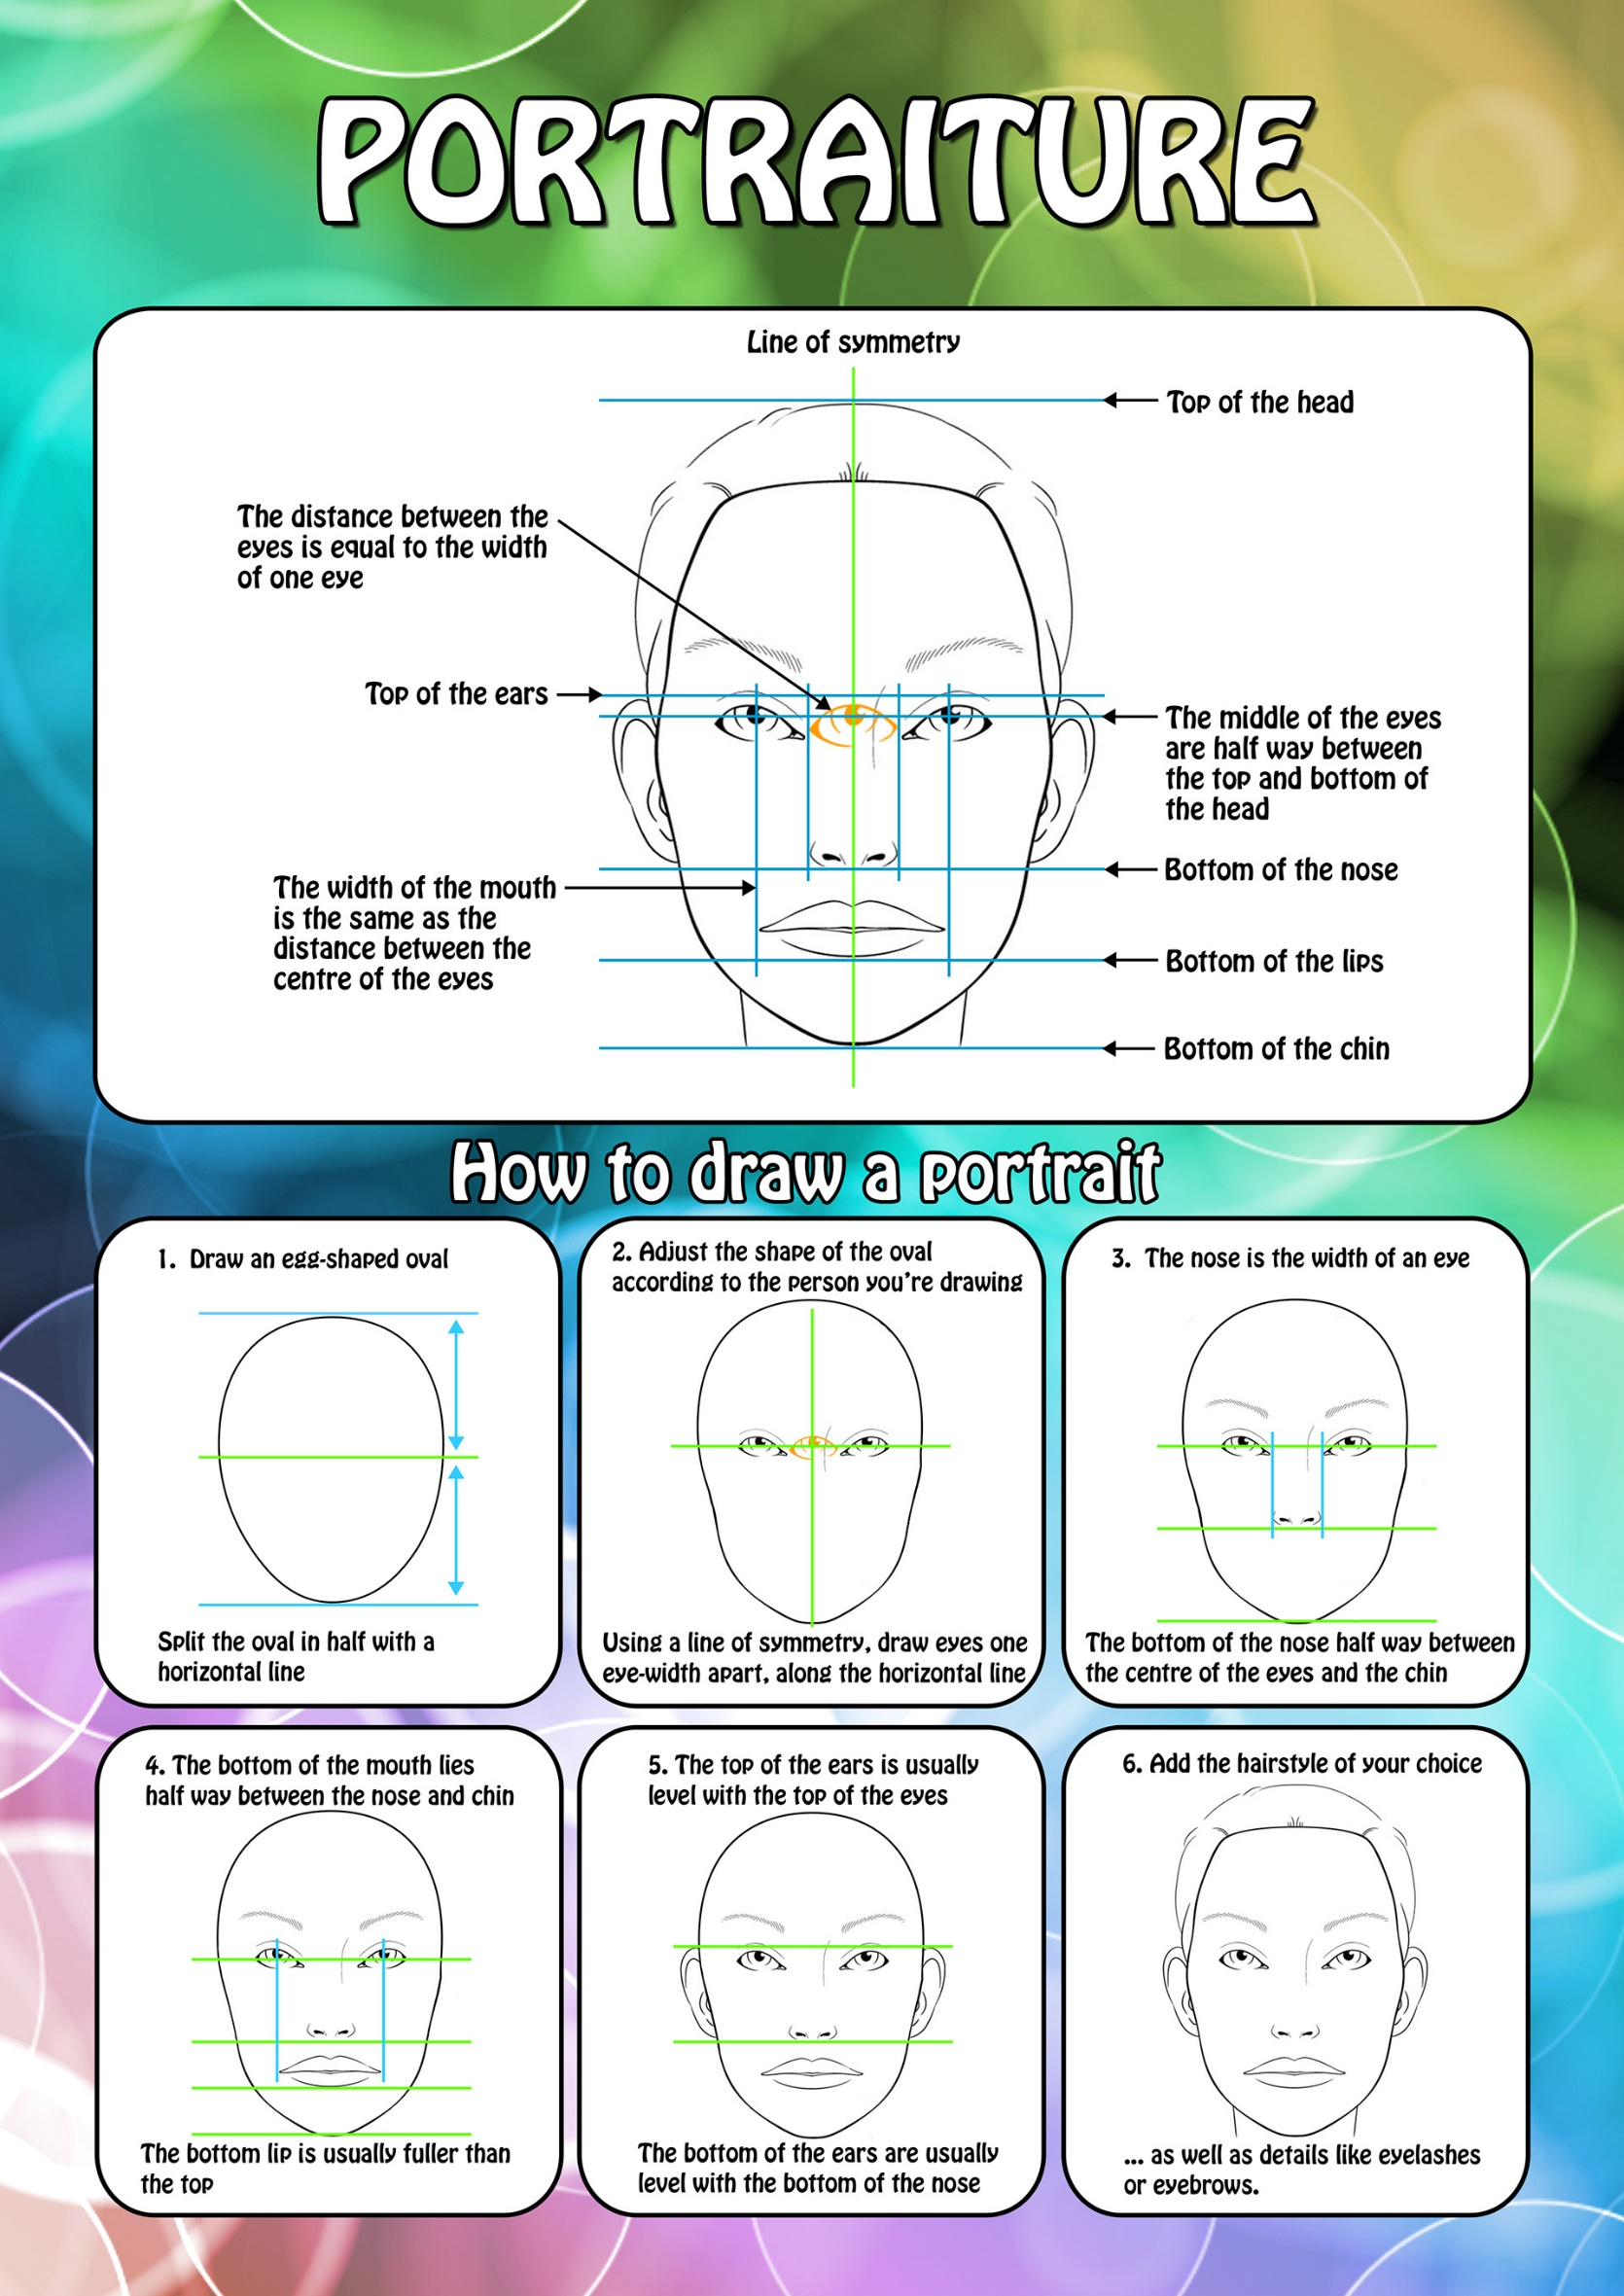 PORTRAITURE
Line of symmetry
Top of the head
The distance between the
eyes is equal to the width
of one eye
Top of the ears
The middle of the eyes
are half way between
the top and bottom of
the head
Bottom of the nose
The width of the mouth
is the same as the
distance between the
centre of the eyes
Bottom of the lips
Bottom of the chin
How to draw a portrait
1. Draw an egg-shaped oval
Split the oval in half with a
horizontal line
2. Adjust the shape of the oval
according to the person you're drawing
Using a line of symmetry, draw eyes one
eye-width apart, along the horizontal line
3. The nose is the width of an eye
The bottom of the nose half way between
the centre of the eyes and the chin
4. The bottom of the mouth lies
half way between the nose and chin
The bottom lip is usually fuller than
the top
5. The top of the ears is usually
level with the top of the eyes
The bottom of the ears are usually
level with the bottom of the nose
6. Add the hairstyle of your choice
... as well as details like eyelashes
or eyebrows.